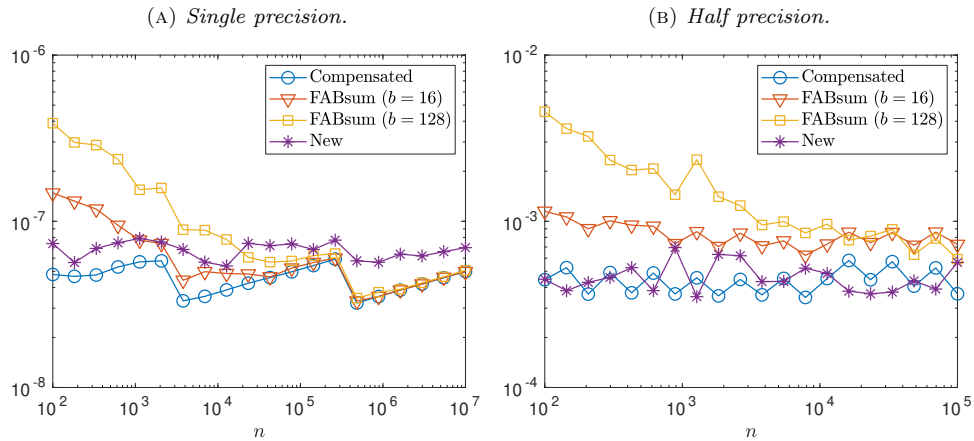 (A) Single precision.
10^-6
10^-7
10^-8
10^2 10^3 10^4 10^5 10^6 10^7
n
Compensated
FABsum (b = 16)
FABsum (b = 128)
New
(B) Half precision.
10^-2
10^-3
10^-4
10^2 10^3 10^4 10^5
n
Compensated
FABsum (b = 16)
FABsum (b = 128)
New